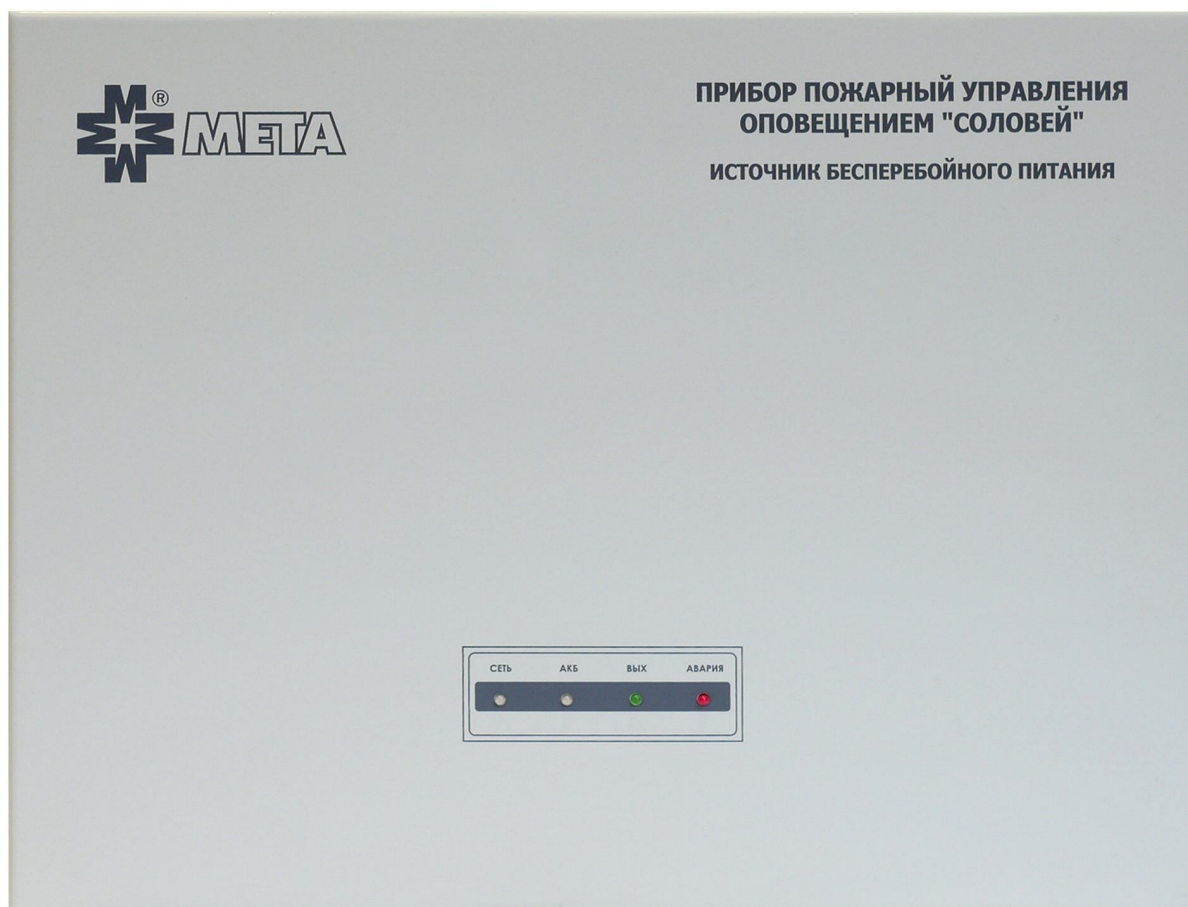 МЕТА®
ПРИБОР ПОЖАРНЫЙ УПРАВЛЕНИЯ
ОПОВЕЩЕНИЕМ "СОЛОВЕЙ"
ИСТОЧНИК БЕСПЕРЕБОЙНОГО ПИТАНИЯ
СЕТЬ АКБ ВЫХ АВАРИЯ